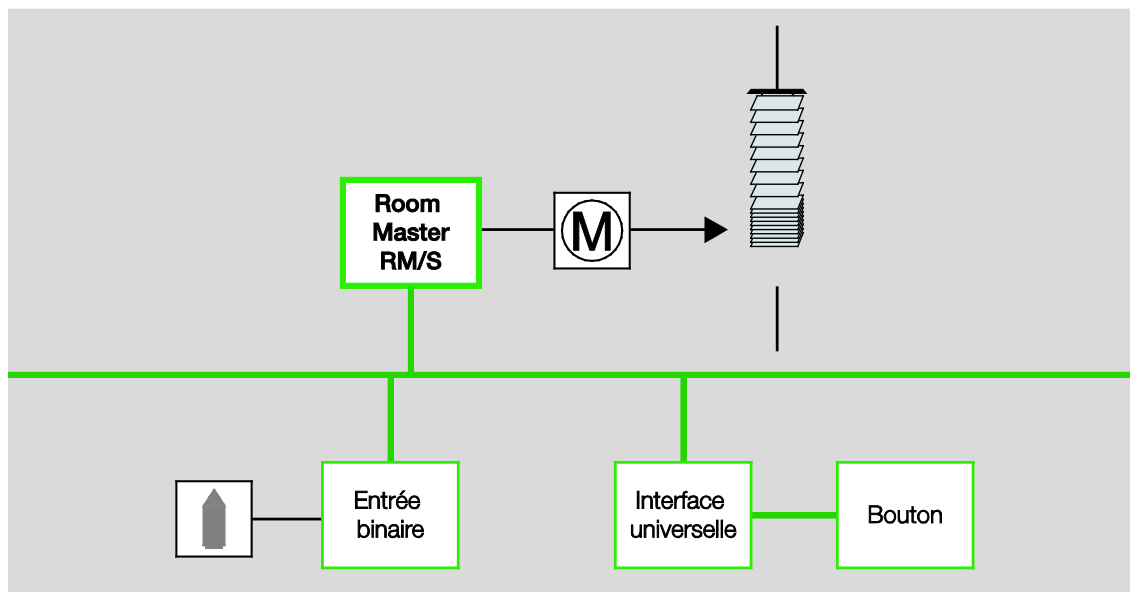 Room
Master
RM/S
M
Entrée
binaire
Interface
universelle
Bouton